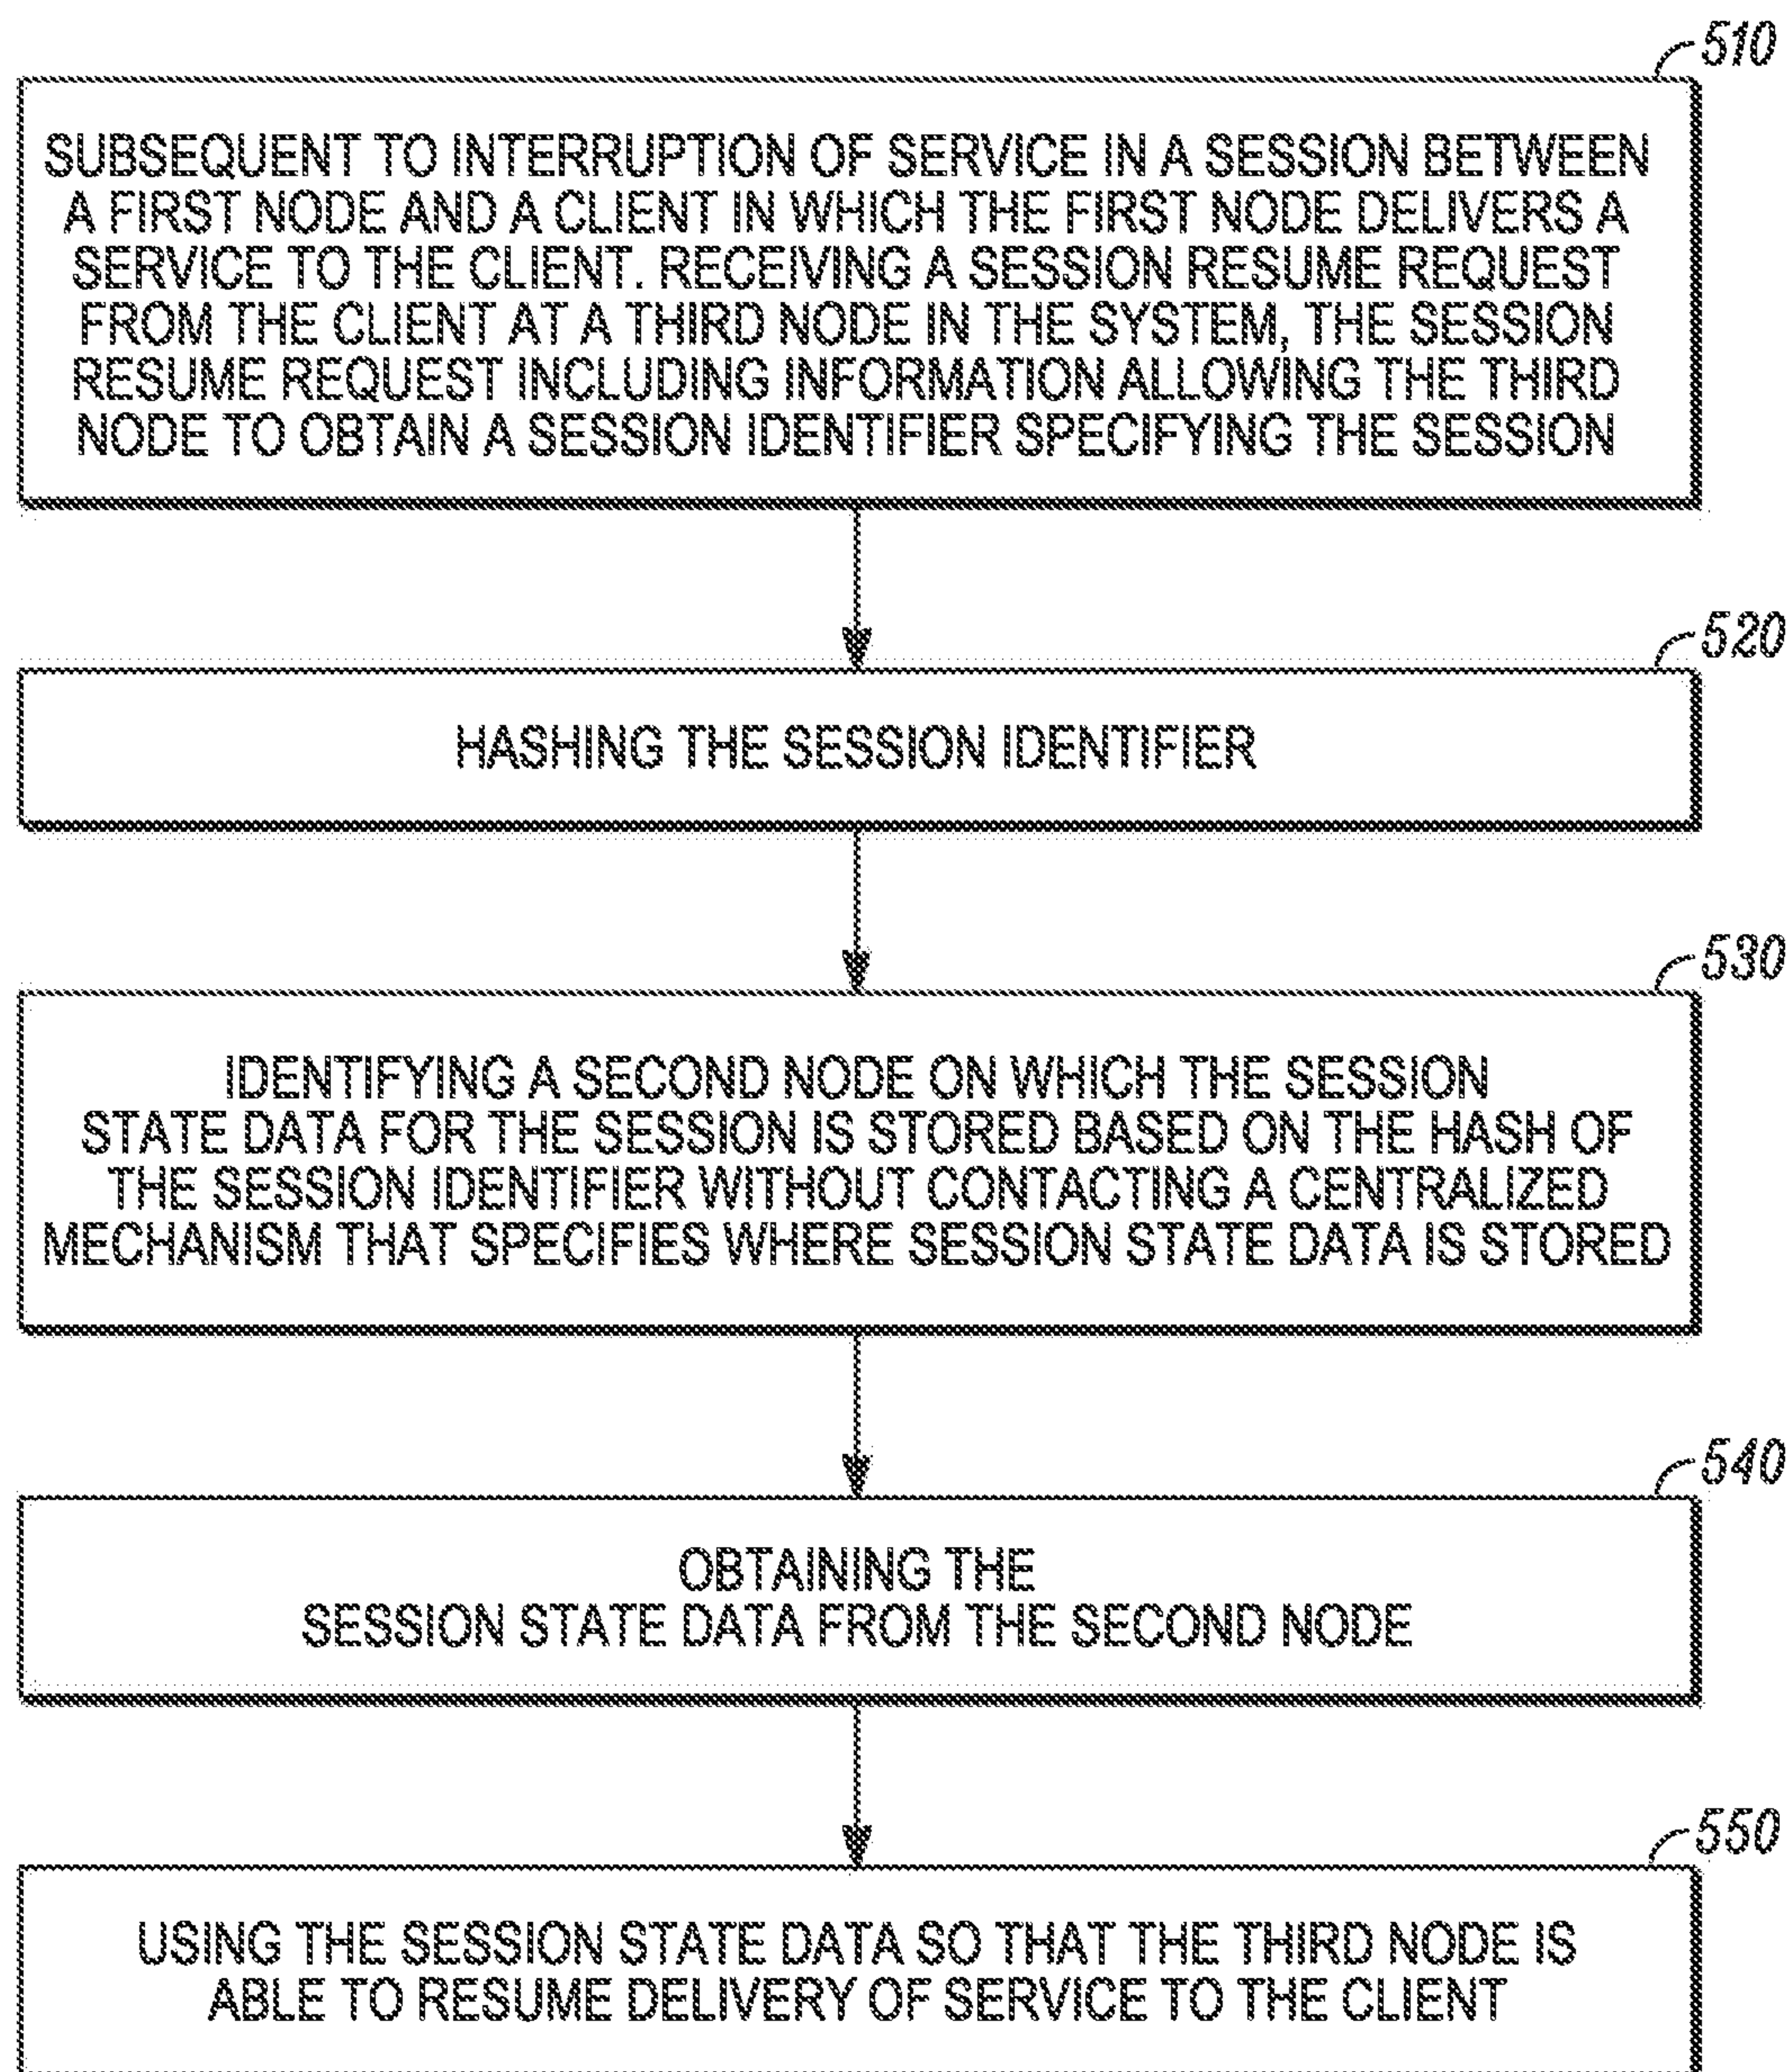 510
SUBSEQUENT TO INTERRUPTION OF SERVICE IN A SESSION BETWEEN
A FIRST NODE AND A CLIENT IN WHICH THE FIRST NODE DELIVERS A
SERVICE TO THE CLIENT. RECEIVING A SESSION RESUME REQUEST
FROM THE CLIENT AT A THIRD NODE IN THE SYSTEM, THE SESSION
RESUME REQUEST INCLUDING INFORMATION ALLOWING THE THIRD
NODE TO OBTAIN A SESSION IDENTIFIER SPECIFYING THE SESSION
520
HASHING THE SESSION IDENTIFIER
530
IDENTIFYING A SECOND NODE ON WHICH THE SESSION
STATE DATA FOR THE SESSION IS STORED BASED ON THE HASH OF
THE SESSION IDENTIFIER WITHOUT CONTACTING A CENTRALIZED
MECHANISM THAT SPECIFIES WHERE SESSION STATE DATA IS STORED
540
OBTAINING THE
SESSION STATE DATA FROM THE SECOND NODE
550
USING THE SESSION STATE DATA SO THAT THE THIRD NODE IS
ABLE TO RESUME DELIVERY OF SERVICE TO THE CLIENT